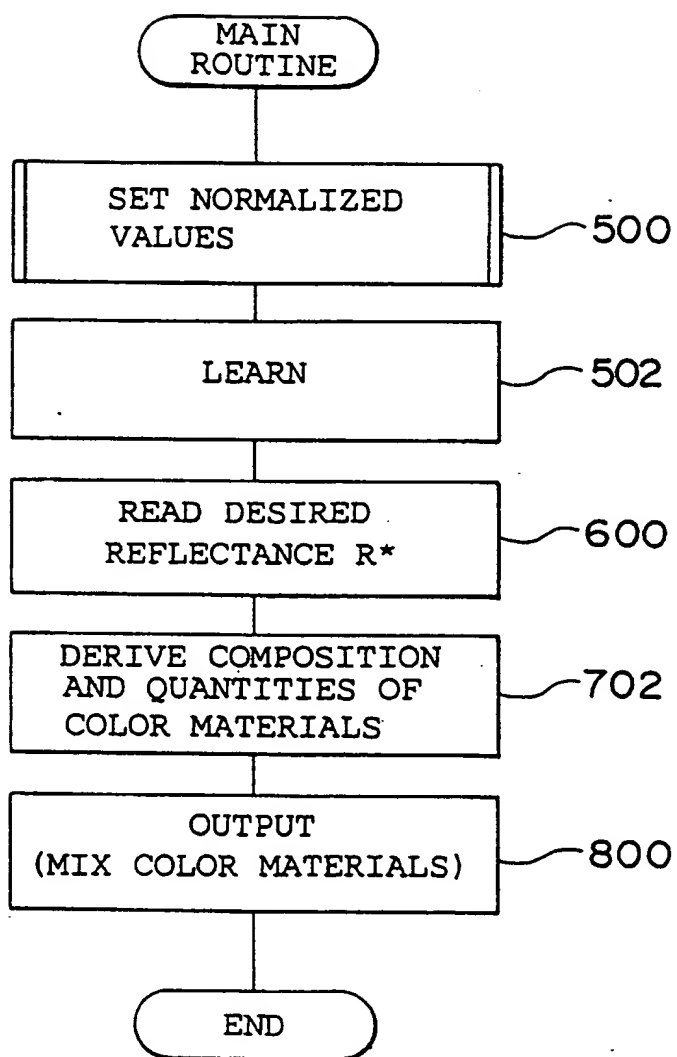 MAIN
ROUTINE
SET NORMALIZED
VALUES
500
LEARN
502
READ DESIRED
REFLECTANCE R*
600
DERIVE COMPOSITION
AND QUANTITIES OF
COLOR MATERIALS
702
OUTPUT
(MIX COLOR MATERIALS)
800
END